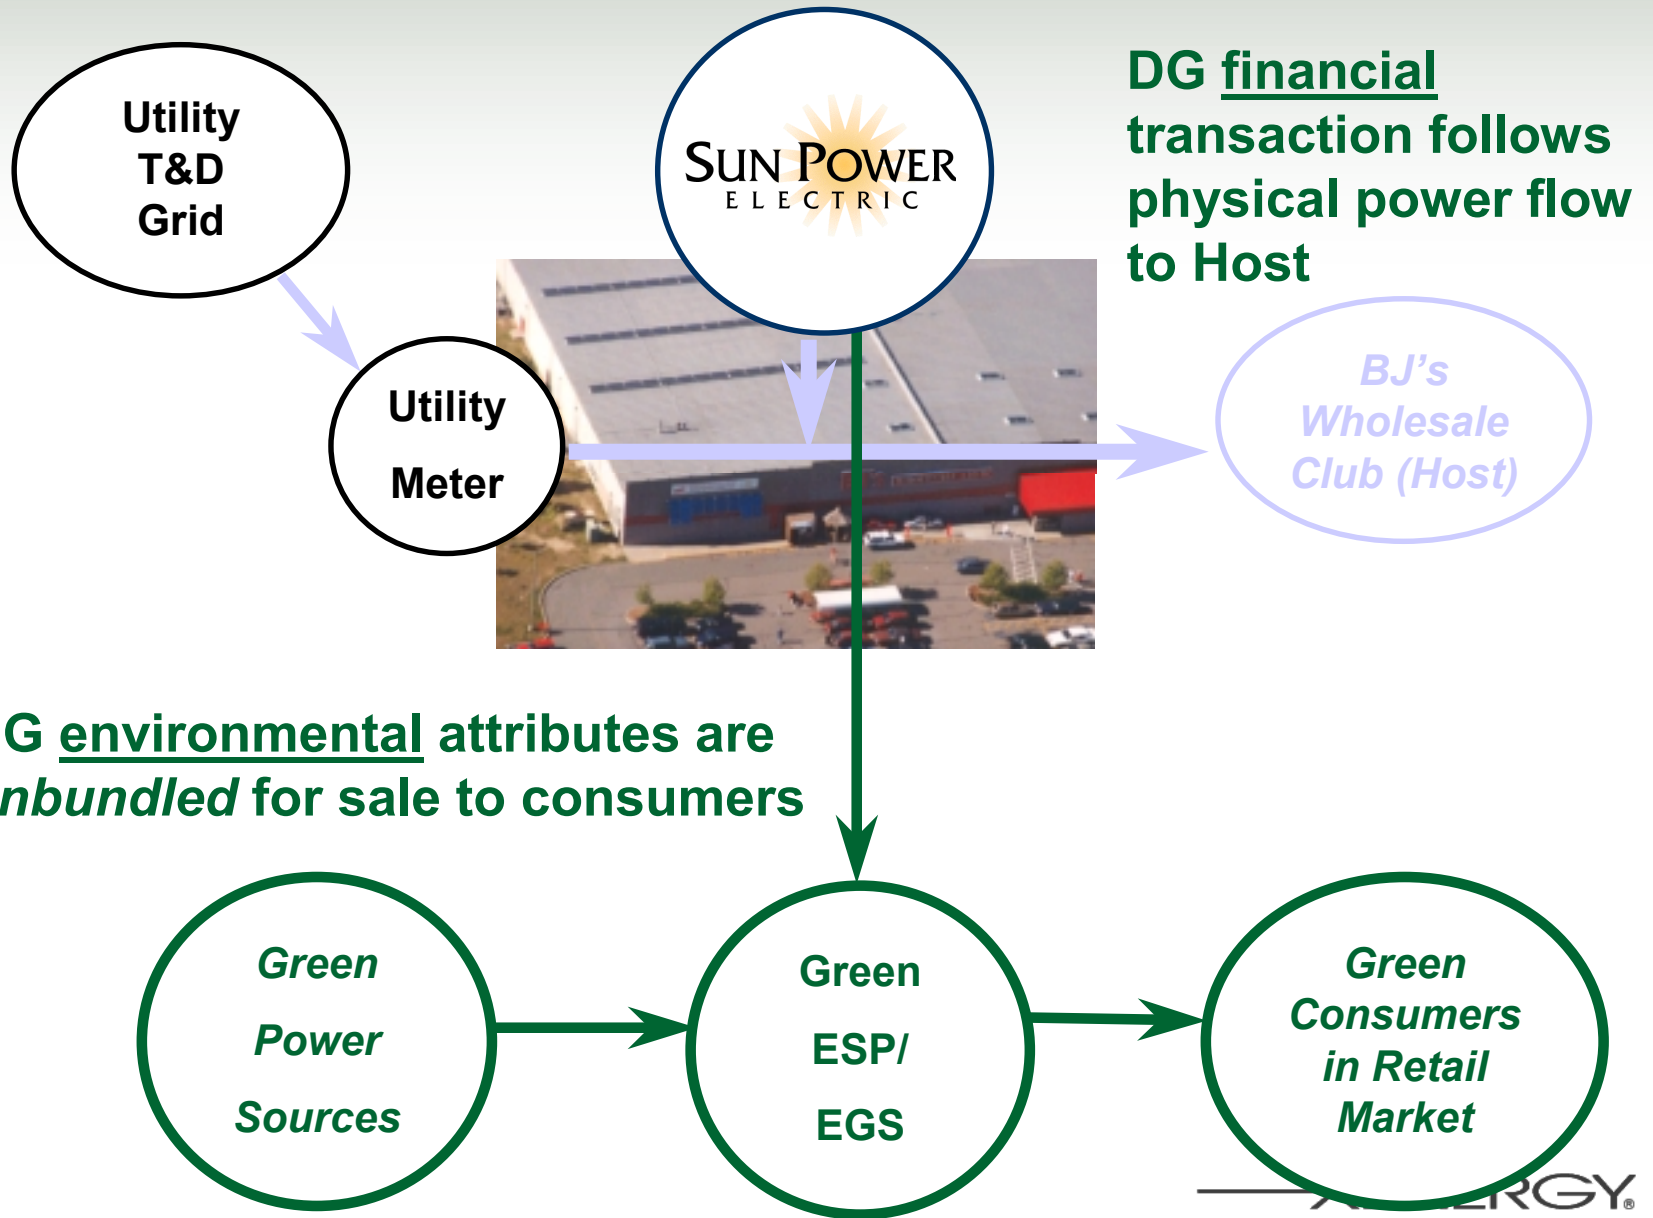 Utility
T&D
Grid
SUN POWER
ELECTRIC
DG financial
transaction follows
physical power flow
to Host
BJ's
Wholesale
Club (Host)
Utility
Meter
G environmental attributes are
nbundled for sale to consumers
Green
Power
Sources
Green
ESP/
EGS
Green
Consumers
in Retail
Market